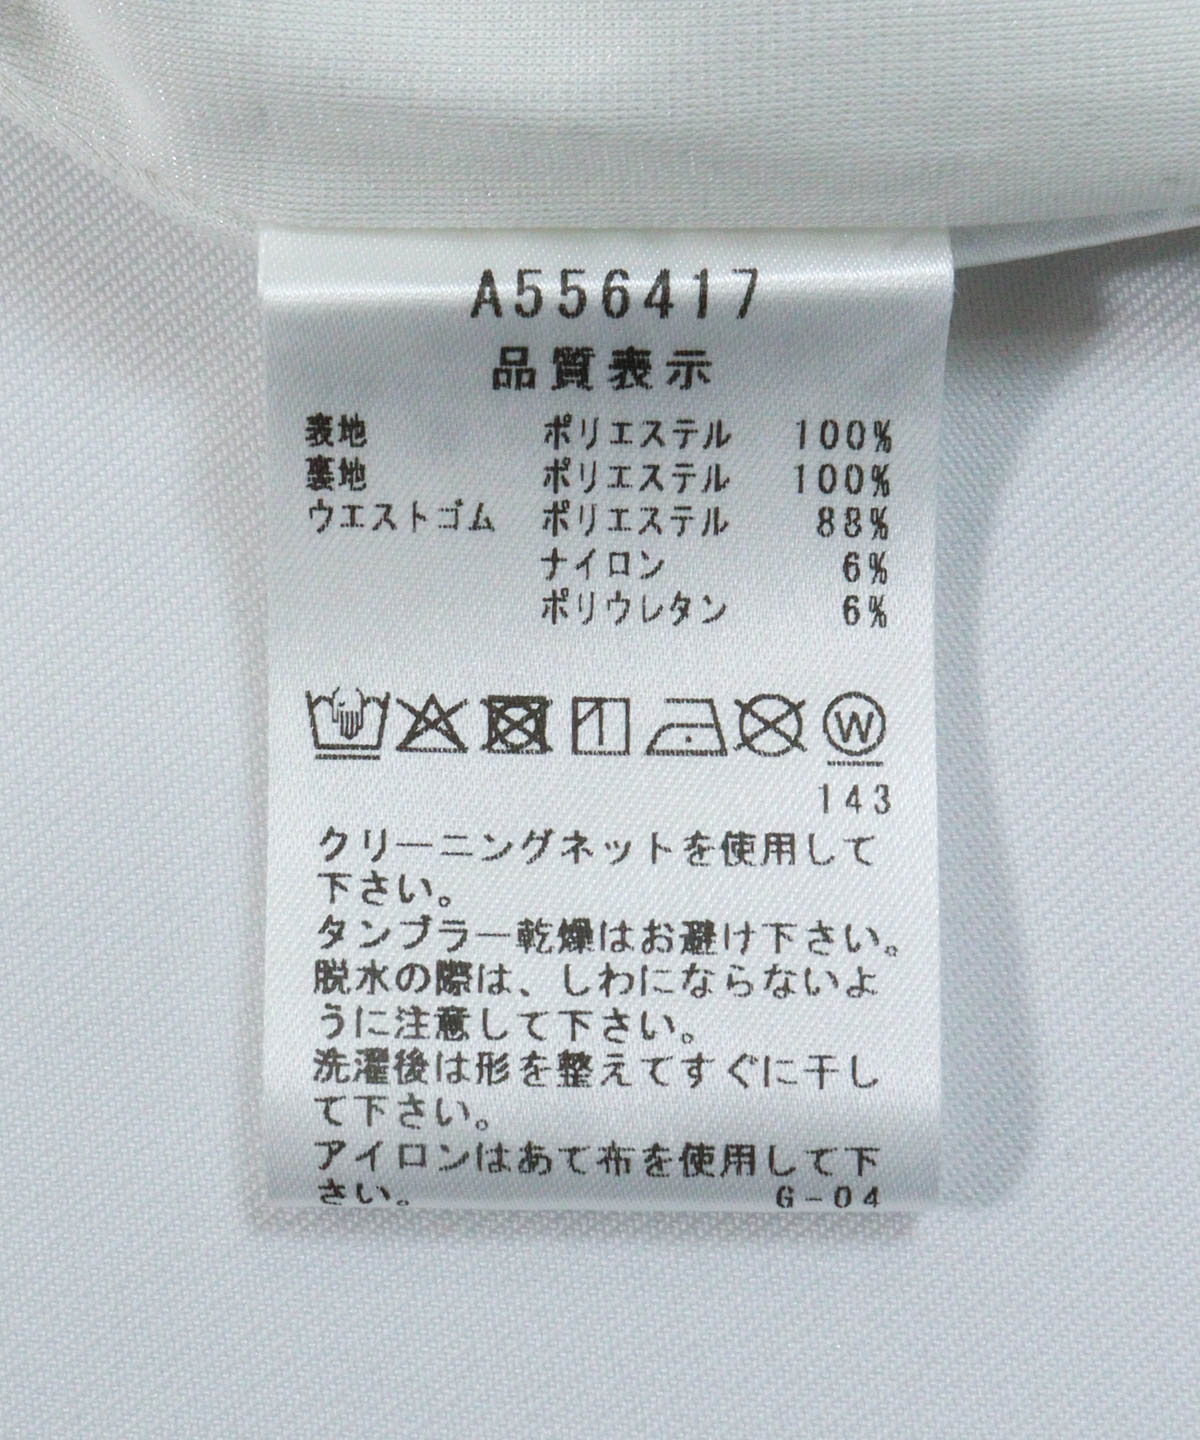 A556417
品質表示
表地 ポリエステル 100%
裏地 ポリエステル 100%
ウエストゴム ポリエステル 88%
ナイロン 6%
ポリウレタン 6%
W
143
クリーニングネットを使用して
下さい。
タンブラー乾燥はお避け下さい。
脱水の際は、しわにならないよ
うに注意して下さい。
洗濯後は形を整えてすぐに干し
て下さい。
アイロンはあて布を使用して下
さい。 G-04